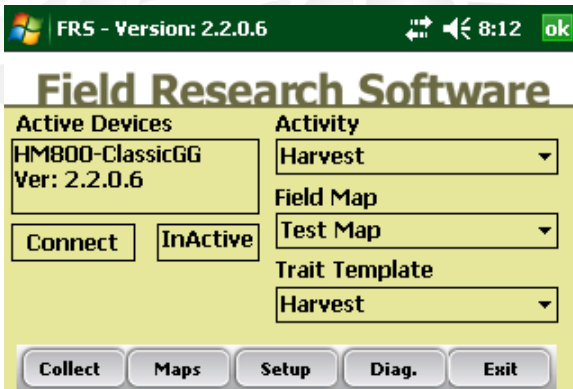 FRS - Version: 2.2.0.6 8:12 ok
Field Research Software
Active Devices
HM800-ClassicGG
Ver: 2.2.0.6
Connect InActive
Activity
Harvest
Field Map
Test Map
Trait Template
Harvest
Collect Maps Setup Diag. Exit